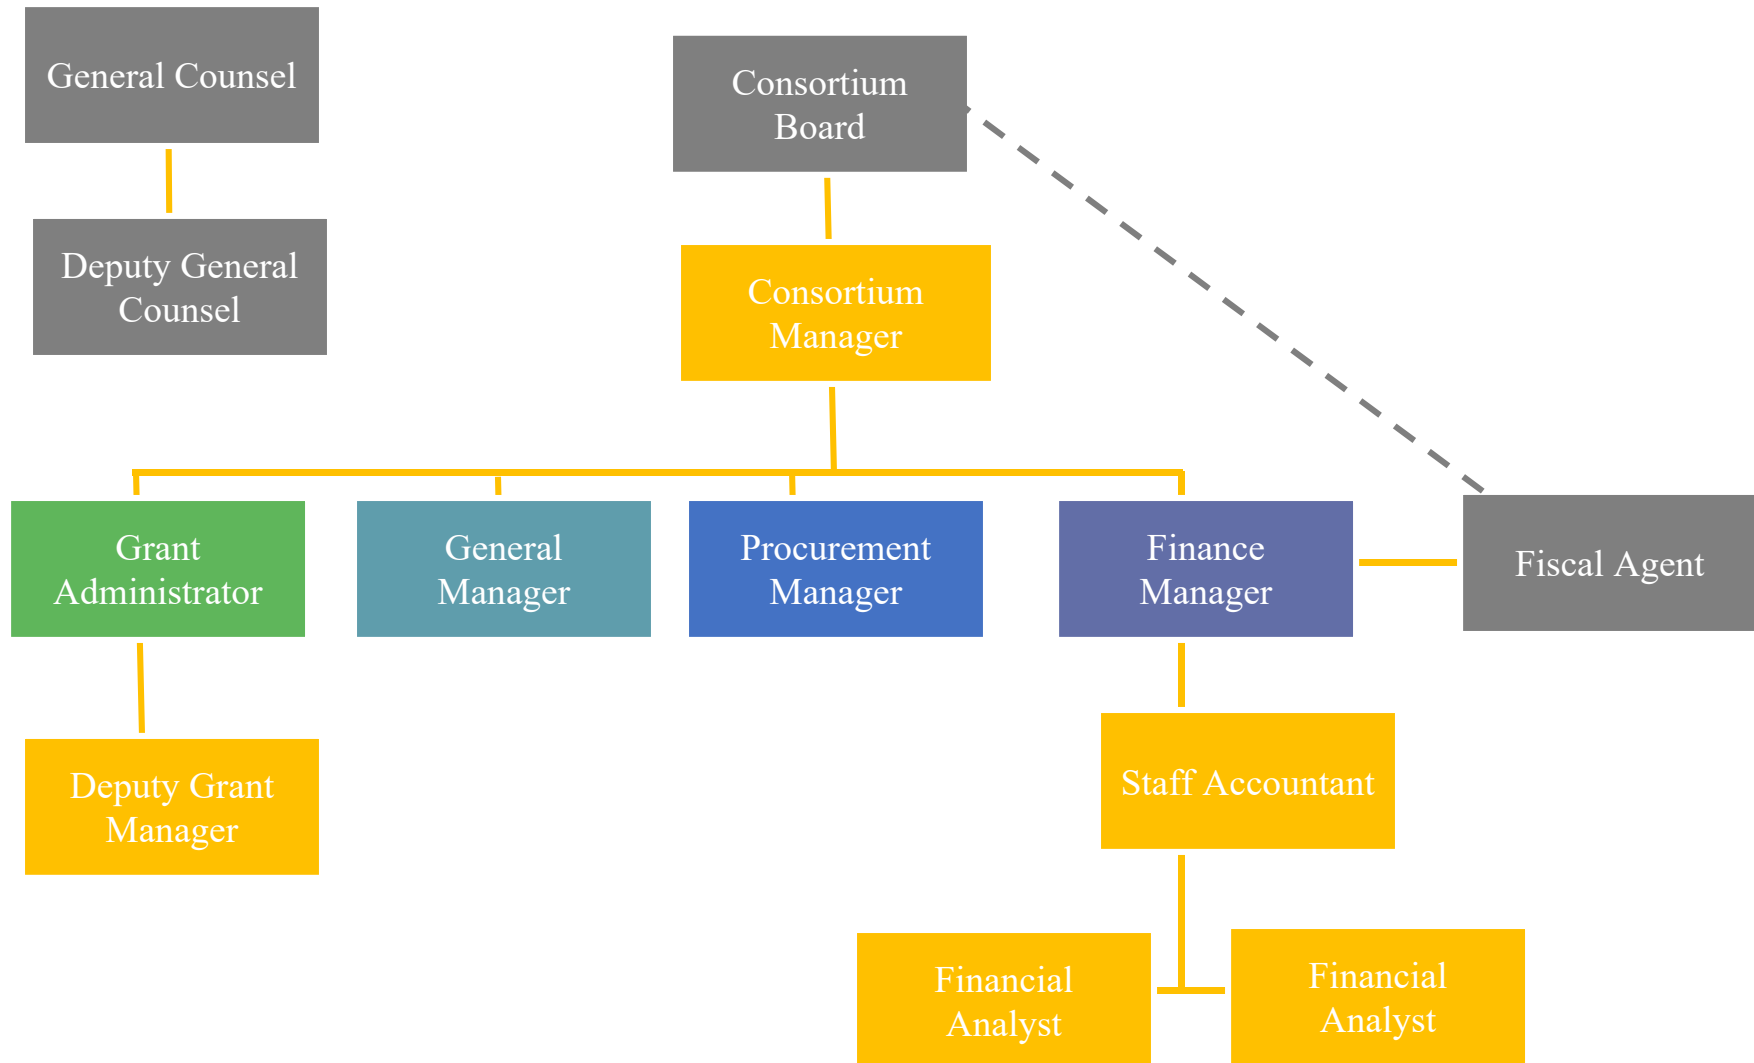 General Counsel
Consortium
Board
Deputy General
Counsel
Consortium
Manager
Grant
Administrator
General
Manager
Procurement
Manager
Finance
Manager
Fiscal Agent
Deputy Grant
Manager
Staff Accountant
Financial
Analyst
Financial
Analyst